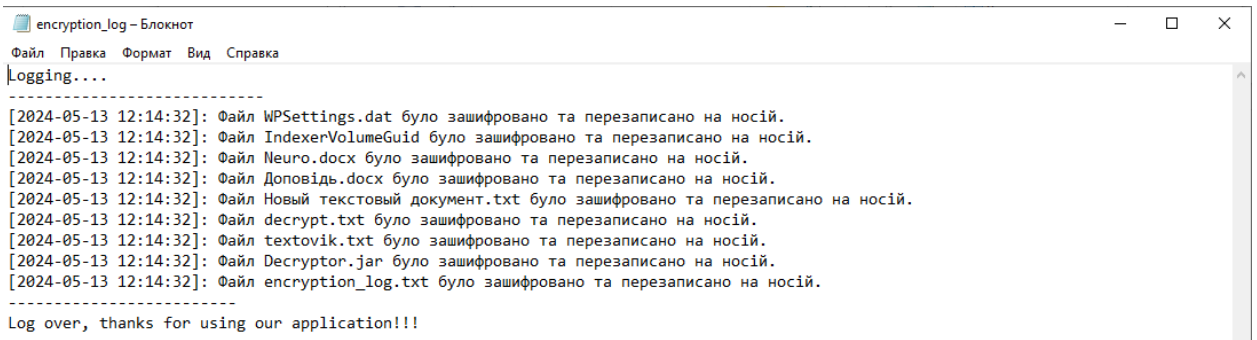 encryption_log – Блокнот
Файл Правка Формат Вид Справка
Logging....
----------------------------
[2024-05-13 12:14:32]: Файл WPSettings.dat було зашифровано та перезаписано на носій.
[2024-05-13 12:14:32]: Файл IndexerVolumeGuid було зашифровано та перезаписано на носій.
[2024-05-13 12:14:32]: Файл Neuro.docx було зашифровано та перезаписано на носій.
[2024-05-13 12:14:32]: Файл Доповідь.docx було зашифровано та перезаписано на носій.
[2024-05-13 12:14:32]: Файл Новый текстовый документ.txt було зашифровано та перезаписано на носій.
[2024-05-13 12:14:32]: Файл decrypt.txt було зашифровано та перезаписано на носій.
[2024-05-13 12:14:32]: Файл textovik.txt було зашифровано та перезаписано на носій.
[2024-05-13 12:14:32]: Файл Decryptor.jar було зашифровано та перезаписано на носій.
[2024-05-13 12:14:32]: Файл encryption_log.txt було зашифровано та перезаписано на носій.
-------------------------
Log over, thanks for using our application!!!